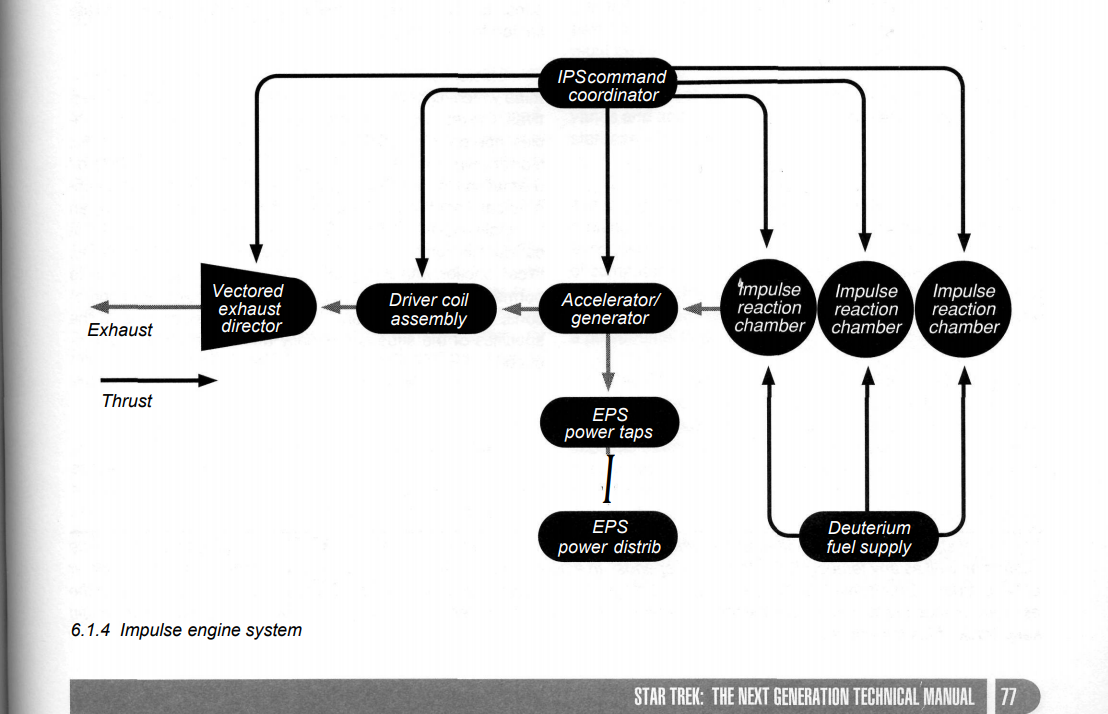 IPS command
coordinator
Vectored
exhaust
director
Driver coil
assembly
Accelerator/
generator
Impulse
reaction
chamber
Impulse
reaction
chamber
Impulse
reaction
chamber
Exhaust
Thrust
EPS
power taps
EPS
power distrib
Deuterium
fuel supply
6.1.4 Impulse engine system
STAR TREK: THE NEXT GENERATION TECHNICAL MANUAL 77